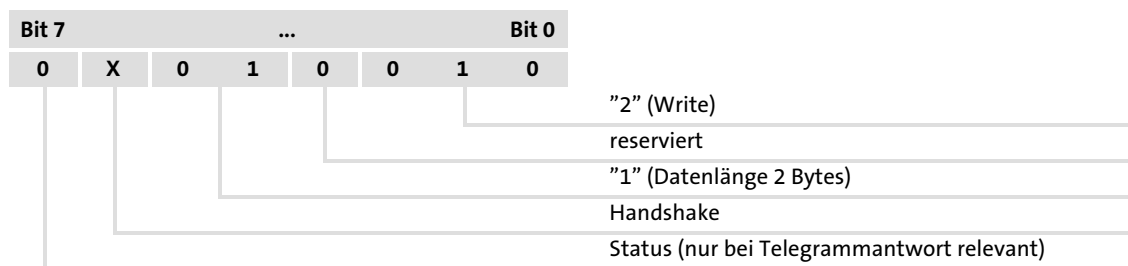 Bit 7 ... Bit 0
0 X 0 1 0 0 1 0
”2” (Write)
reserviert
”1” (Datenlänge 2 Bytes)
Handshake
Status (nur bei Telegrammantwort relevant)